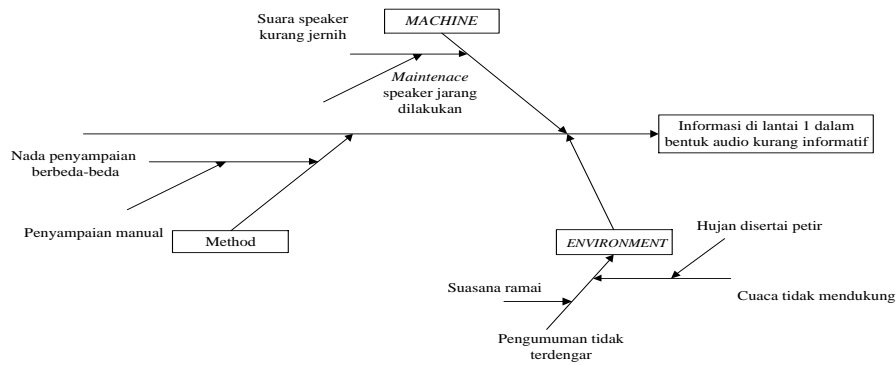 Suara speaker
kurang jernih
MACHINE
Maintenace
speaker jarang
dilakukan
Informasi di lantai 1 dalam
bentuk audio kurang informatif
Nada penyampaian
berbeda-beda
Penyampaian manual
Method
ENVIRONMENT
Hujan disertai petir
Suasana ramai
Cuaca tidak mendukung
Pengumuman tidak
terdengar